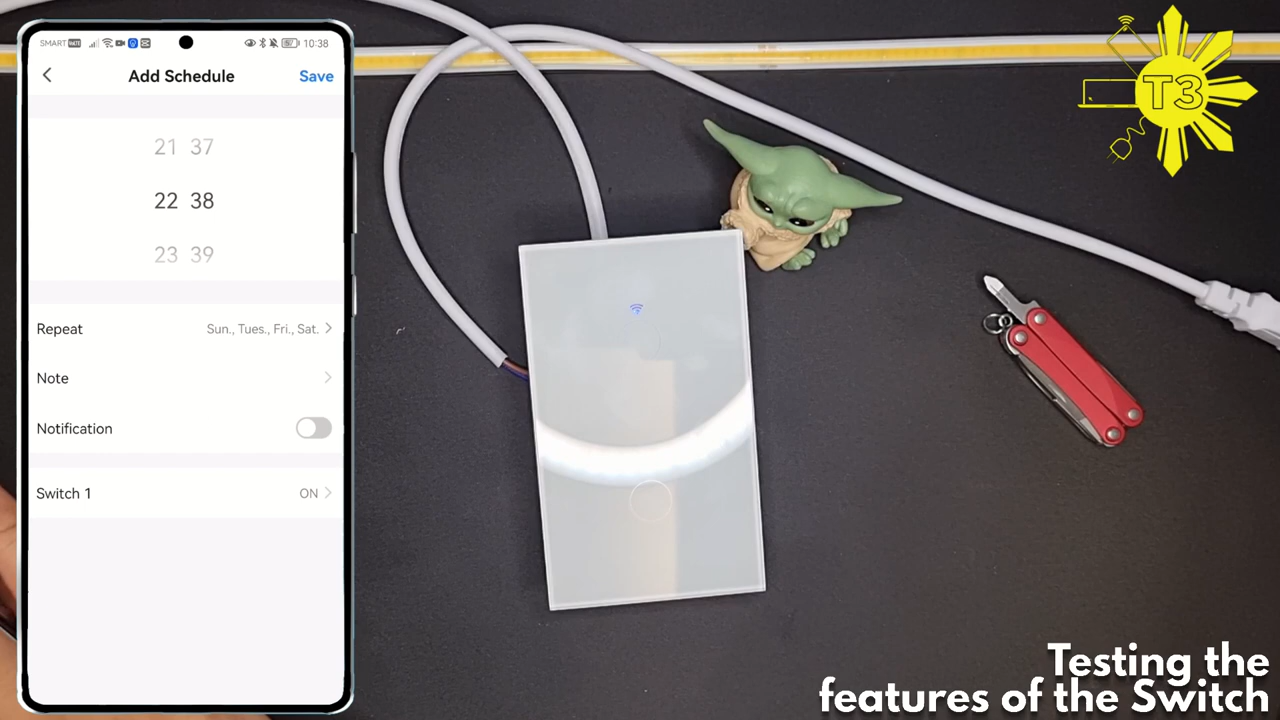 SMART VoLTE 10:38
Add Schedule Save
21 37
22 38
23 39
Repeat Sun., Tues., Fri., Sat.
Note
Notification
Switch 1 ON
T3
Testing the
features of the Switch